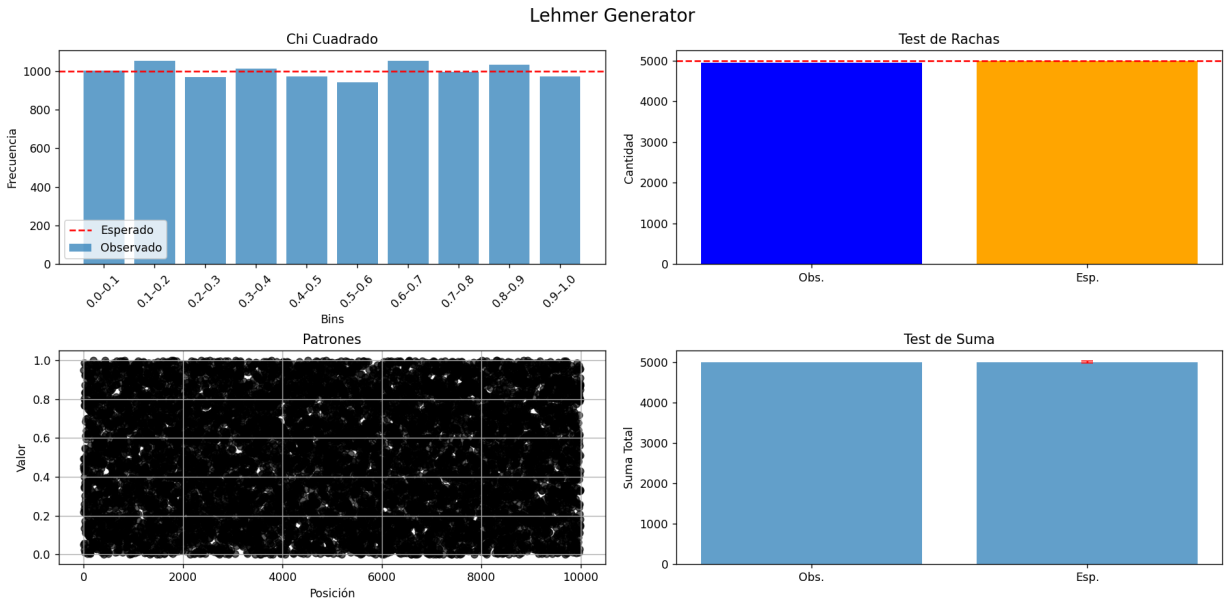 Lehmer Generator
Chi Cuadrado
Frecuencia
1000
800
600
400
200
0
Esperado
Observado
0.0–0.1
0.1–0.2
0.2–0.3
0.3–0.4
0.4–0.5
0.5–0.6
0.6–0.7
0.7–0.8
0.8–0.9
0.9–1.0
Bins
Test de Rachas
Cantidad
5000
4000
3000
2000
1000
0
Obs.
Esp.
Patrones
Valor
1.0
0.8
0.6
0.4
0.2
0.0
0
2000
4000
6000
8000
10000
Posición
Test de Suma
Suma Total
5000
4000
3000
2000
1000
0
Obs.
Esp.